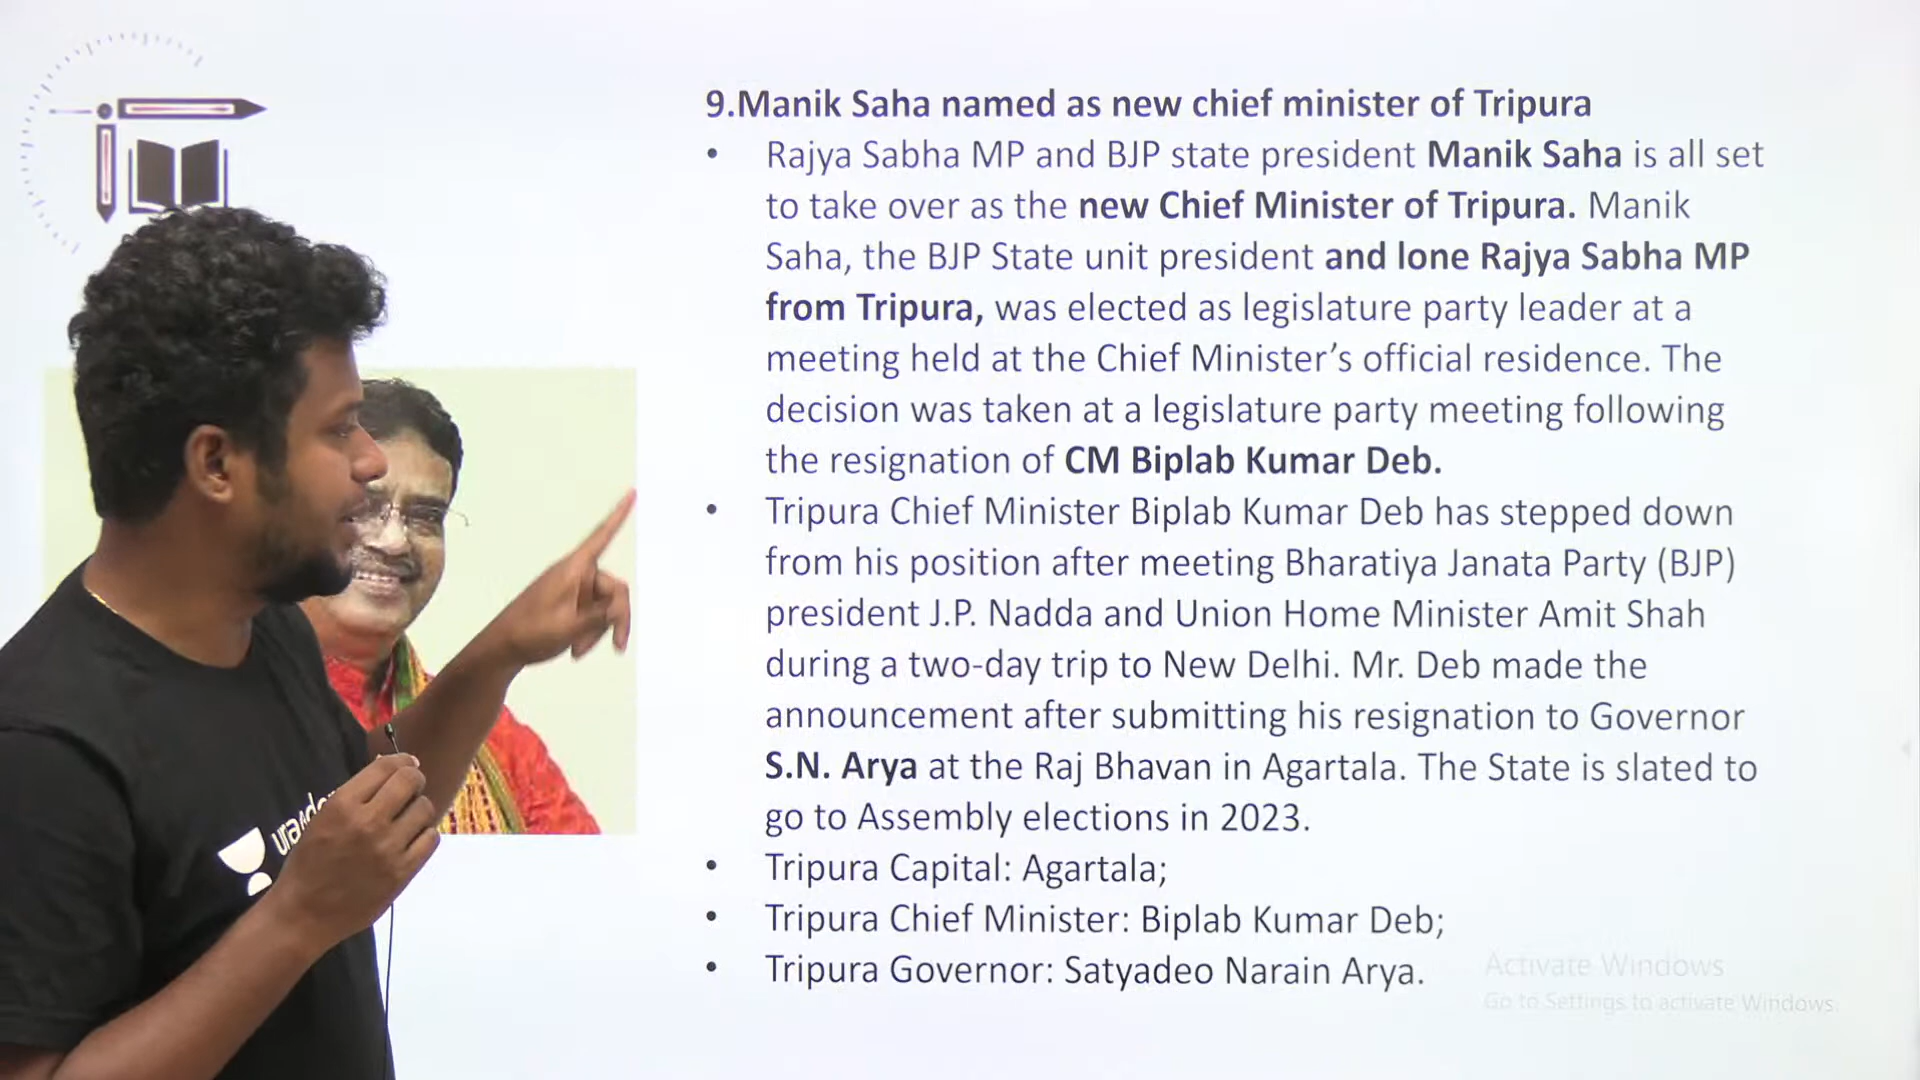 9.Manik Saha named as new chief minister of Tripura
• Rajya Sabha MP and BJP state president Manik Saha is all set
to take over as the new Chief Minister of Tripura. Manik
Saha, the BJP State unit president and lone Rajya Sabha MP
from Tripura, was elected as legislature party leader at a
meeting held at the Chief Minister’s official residence. The
decision was taken at a legislature party meeting following
the resignation of CM Biplab Kumar Deb.
• Tripura Chief Minister Biplab Kumar Deb has stepped down
from his position after meeting Bharatiya Janata Party (BJP)
president J.P. Nadda and Union Home Minister Amit Shah
during a two-day trip to New Delhi. Mr. Deb made the
announcement after submitting his resignation to Governor
S.N. Arya at the Raj Bhavan in Agartala. The State is slated to
go to Assembly elections in 2023.
• Tripura Capital: Agartala;
• Tripura Chief Minister: Biplab Kumar Deb;
• Tripura Governor: Satyadeo Narain Arya.
Activate Windows
Go to Settings to activate Windows.